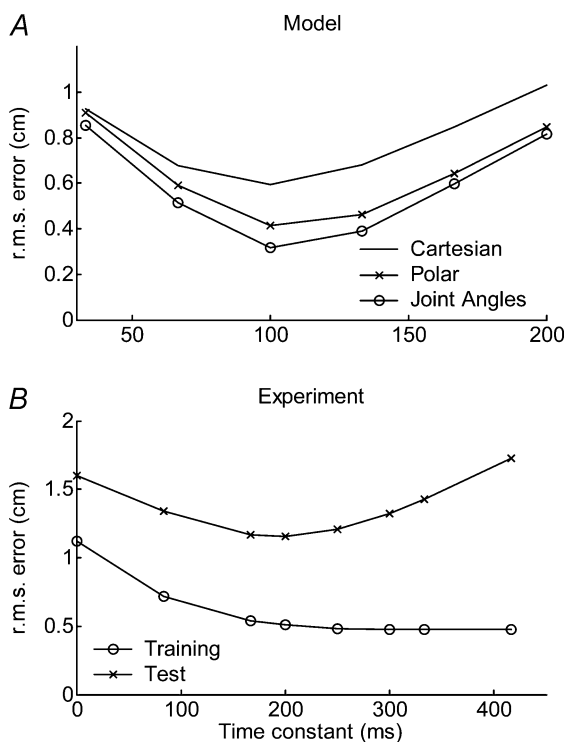 A
Model
r.m.s. error (cm)
1
0.8
0.6
0.4
0.2
0
50
100
150
200
Cartesian
Polar
Joint Angles
B
Experiment
r.m.s. error (cm)
2
1.5
1
0.5
0
0
100
200
300
400
Training
Test
Time constant (ms)